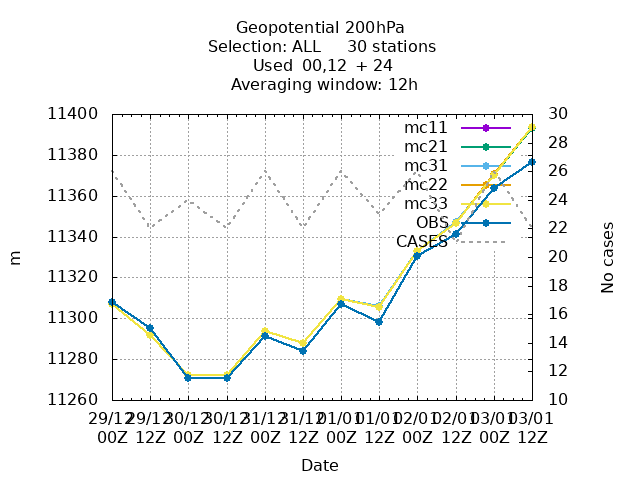 Geopotential 200hPa
Selection: ALL 30 stations
Used 00,12 + 24
Averaging window: 12h
11400
11380
11360
11340
11320
11300
11280
11260
m
30
28
26
24
22
20
18
16
14
12
10
No cases
mc11
mc21
mc31
mc22
mc33
OBS
CASES
29/12 29/12 30/12 30/12 31/12 31/12 01/01 01/01 02/01 02/01 03/01 03/01
00Z 12Z 00Z 12Z 00Z 12Z 00Z 12Z 00Z 12Z 00Z 12Z
Date